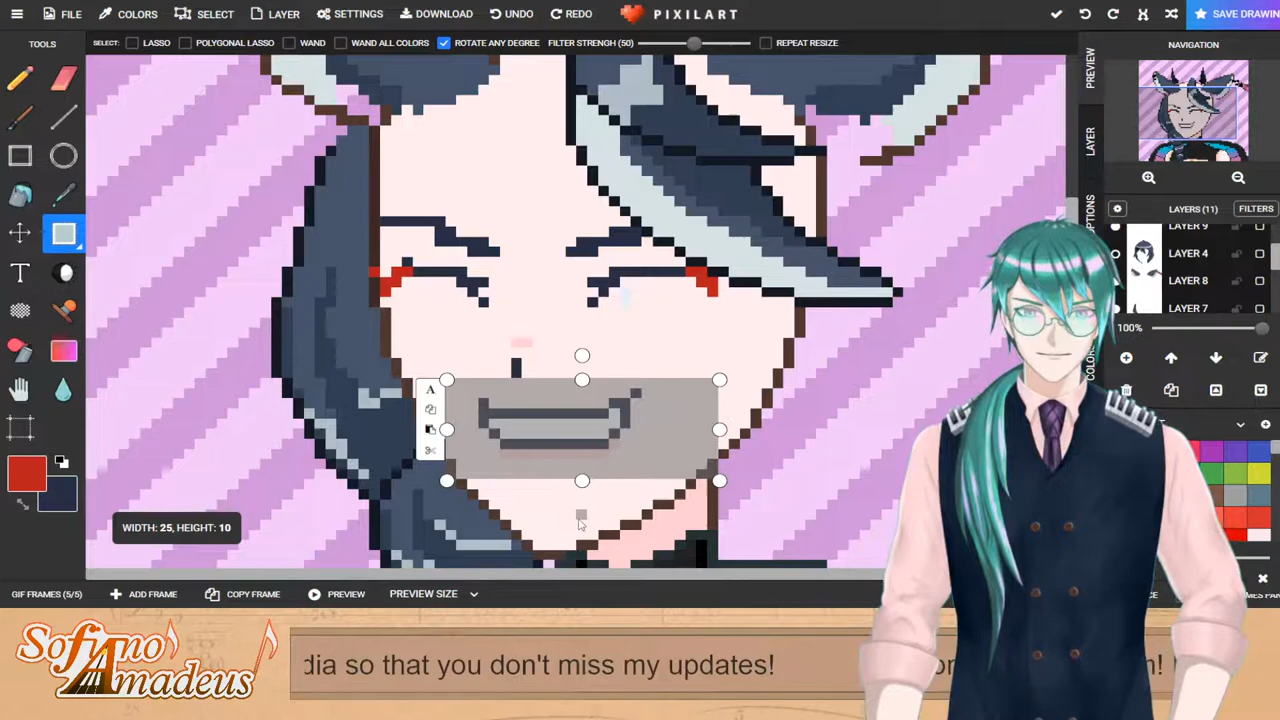 FILE COLORS SELECT LAYER SETTINGS DOWNLOAD UNDO REDO PIXILART SAVE DRAWIN
TOOLS SELECT: LASSO POLYGONAL LASSO WAND WAND ALL COLORS ROTATE ANY DEGREE FILTER STRENGH (50) REPEAT RESIZE
NAVIGATION
PREVIEW
LAYER
LAYERS (11) FILTERS
LAYER 9
LAYER 4
LAYER 8
LAYER 7
100%
A
WIDTH: 25, HEIGHT: 10
GIF FRAMES (5/5) ADD FRAME COPY FRAME PREVIEW PREVIEW SIZE
Sofiano
Amadeus
dia so that you don't miss my updates!